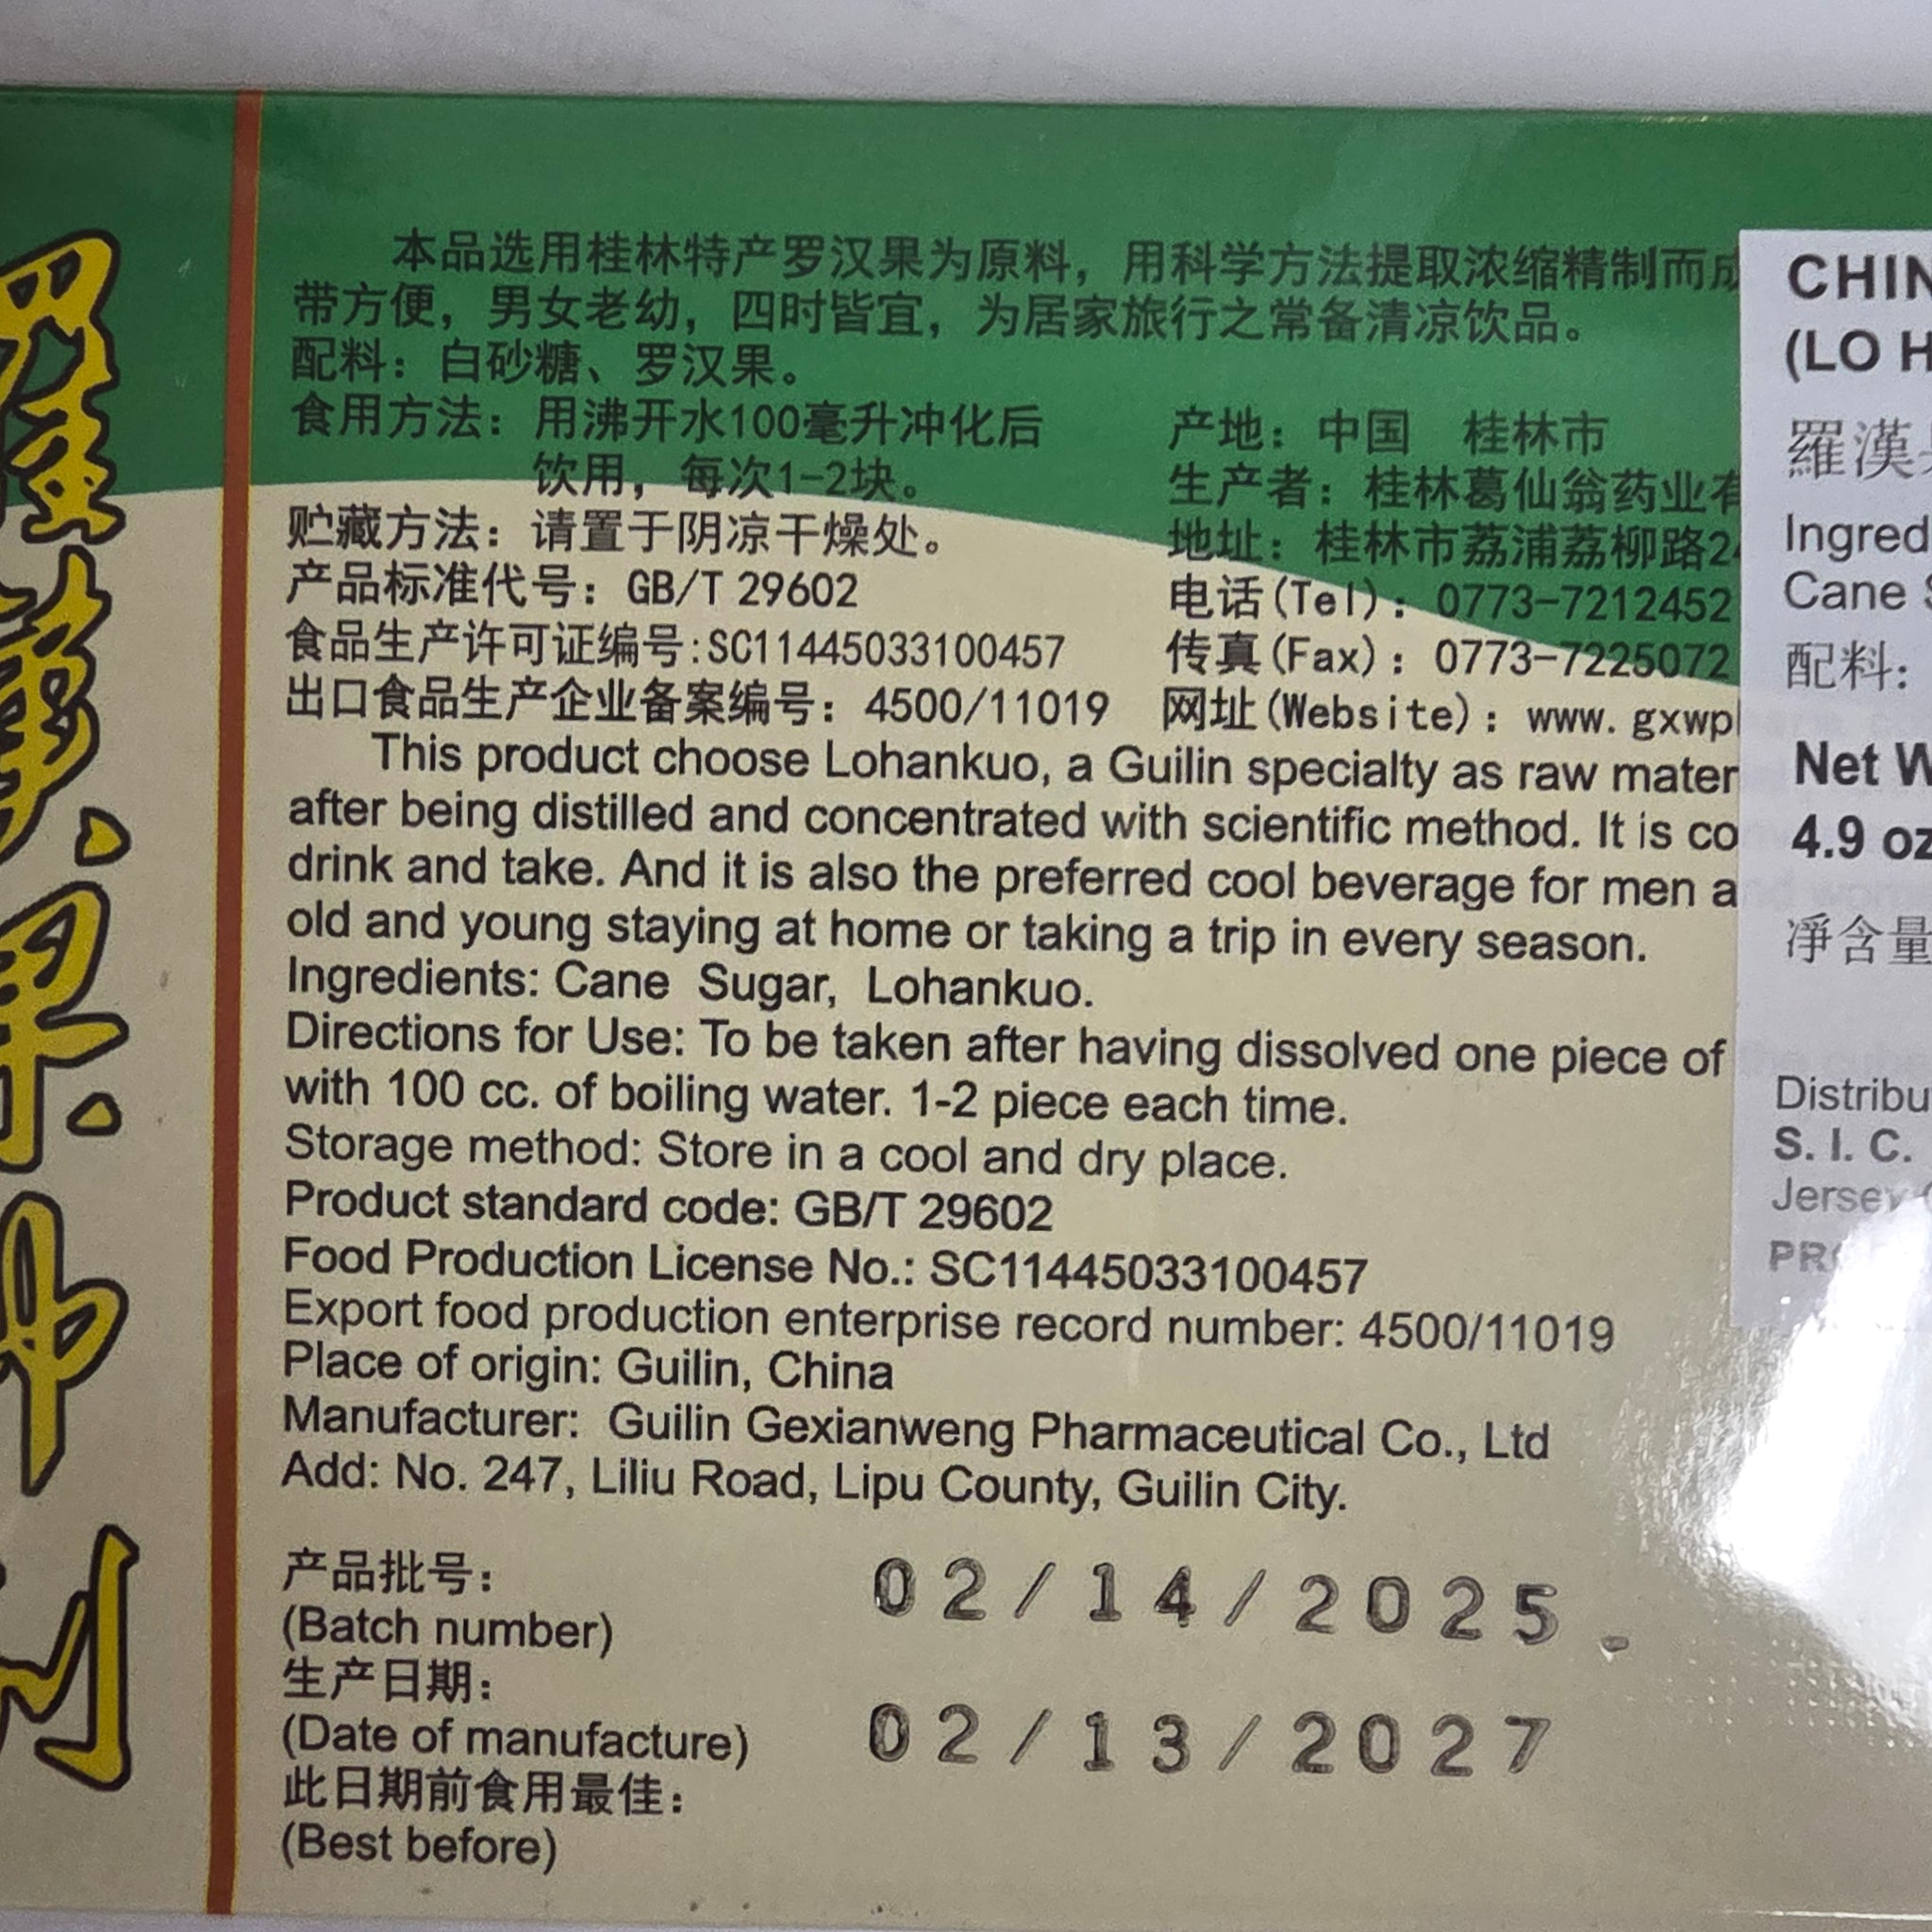 羅漢果冲剂
本品选用桂林特产罗汉果为原料，用科学方法提取浓缩精制而成
带方便，男女老幼，四时皆宜，为居家旅行之常备清凉饮品。
配料：白砂糖、罗汉果。
食用方法：用沸开水100毫升冲化后
饮用，每次1-2块。
贮藏方法：请置于阴凉干燥处。
产品标准代号：GB/T 29602
食品生产许可证编号:SC11445033100457
出口食品生产企业备案编号：4500/11019
产地：中国 桂林市
生产者：桂林葛仙翁药业有
地址：桂林市荔浦荔柳路24
电话(Tel)：0773-7212452
传真(Fax)：0773-7225072
网址(Website)：www.gxwp
This product choose Lohankuo, a Guilin specialty as raw mater
after being distilled and concentrated with scientific method. It is co
drink and take. And it is also the preferred cool beverage for men and wom
old and young staying at home or taking a trip in every season.
Ingredients: Cane Sugar, Lohankuo.
Directions for Use: To be taken after having dissolved one piece of
with 100 cc. of boiling water. 1-2 piece each time.
Storage method: Store in a cool and dry place.
Product standard code: GB/T 29602
Food Production License No.: SC11445033100457
Export food production enterprise record number: 4500/11019
Place of origin: Guilin, China
Manufacturer: Guilin Gexianweng Pharmaceutical Co., Ltd
Add: No. 247, Liliu Road, Lipu County, Guilin City.
产品批号：
(Batch number)
生产日期：
(Date of manufacture)
此日期前食用最佳：
(Best before)
02/14/2025
02/13/2027
CHIN
(LO H
羅漢
Ingred
Cane S
配料:
Net W
4.9 oz
淨含量
Distribu
S. I. C.
Jersey
PR